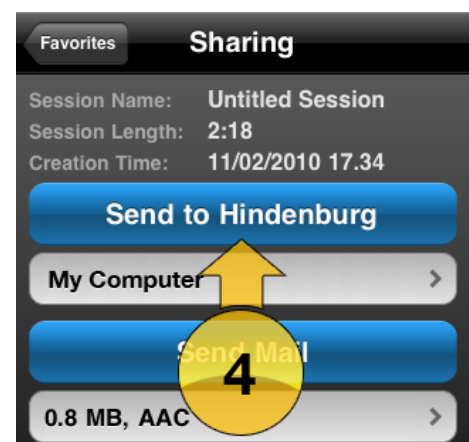 Favorites
Sharing
Session Name: Untitled Session
Session Length: 2:18
Creation Time: 11/02/2010 17.34
Send to Hindenburg
My Computer
Send Mail
4
0.8 MB, AAC